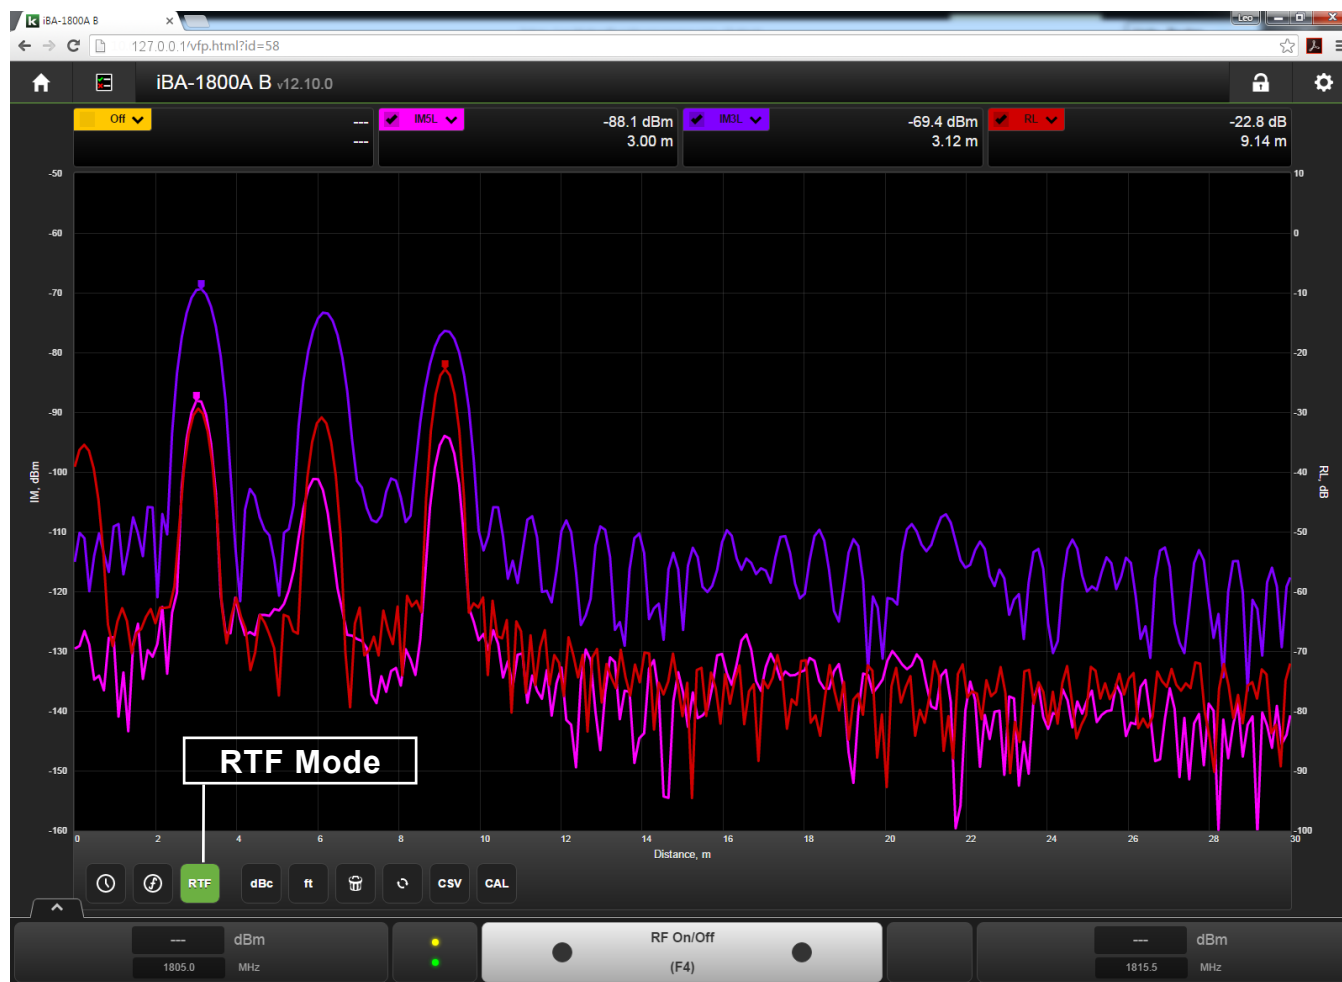 iBA-1800A B
Leo
127.0.0.1/vfp.html?id=58
iBA-1800A B v12.10.0
Off
---
---
IM5L
-88.1 dBm
3.00 m
IM3L
-69.4 dBm
3.12 m
RL
-22.8 dB
9.14 m
-50
-60
-70
-80
-90
-100
-110
-120
-130
-140
-150
-160
IM, dBm
10
0
-10
-20
-30
-40
-50
-60
-70
-80
-90
-100
RL, dB
RTF Mode
0 2 4 6 8 10 12 14 16 18 20 22 24 26 28 30
Distance, m
RTF dBc ft CSV CAL
--- dBm
1805.0 MHz
RF On/Off
(F4)
--- dBm
1815.5 MHz